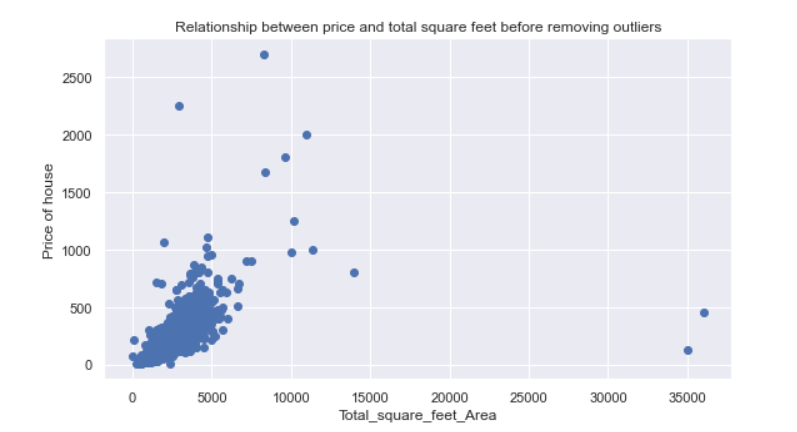 Relationship between price and total square feet before removing outliers
2500
2000
1500
1000
500
0
Price of house
0 5000 10000 15000 20000 25000 30000 35000
Total_square_feet_Area